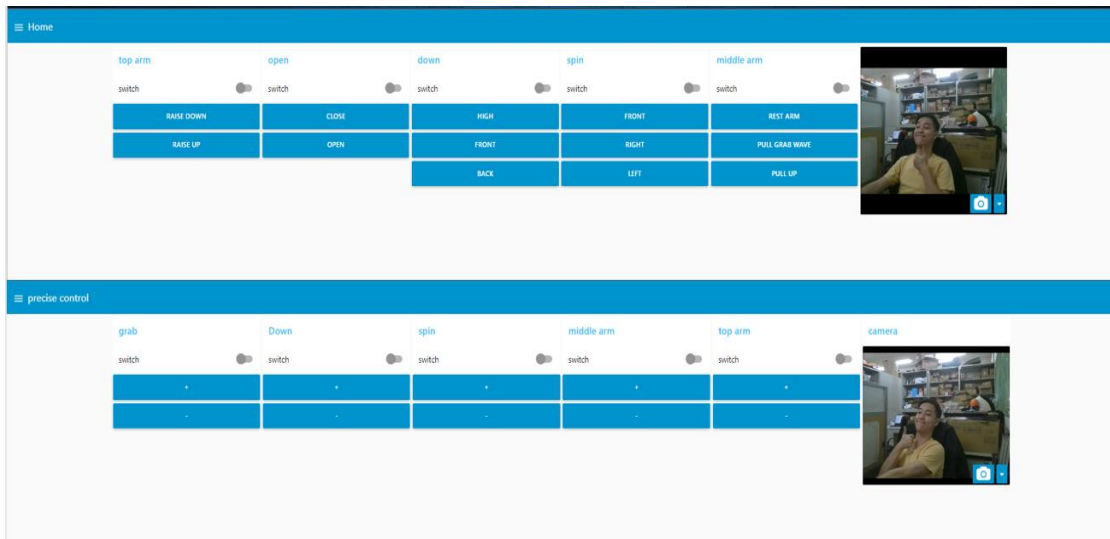 Home
top arm open down spin middle arm
switch switch switch switch switch
RAISE DOWN CLOSE HIGH FRONT REST ARM
RAISE UP OPEN FRONT RIGHT PULL GRAB WAVE
BACK LEFT PULL UP
precise control
grab Down spin middle arm top arm camera
switch switch switch switch switch
+ + + + +
- - - - -